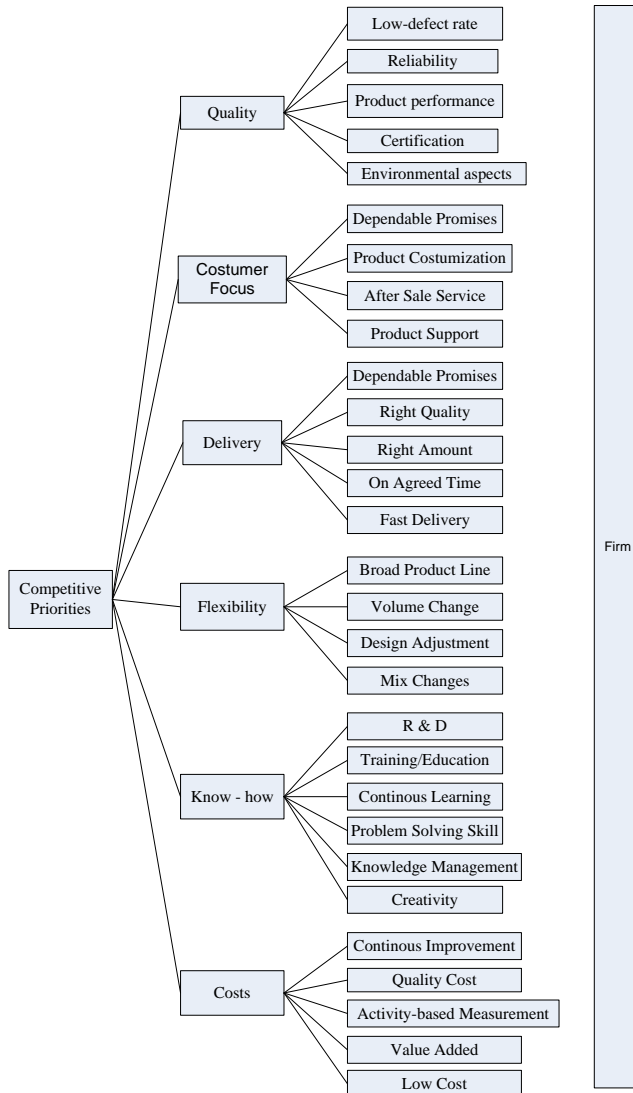 Competitive
Priorities
Quality
Low-defect rate
Reliability
Product performance
Certification
Environmental aspects
Costumer
Focus
Dependable Promises
Product Costumization
After Sale Service
Product Support
Delivery
Dependable Promises
Right Quality
Right Amount
On Agreed Time
Fast Delivery
Flexibility
Broad Product Line
Volume Change
Design Adjustment
Mix Changes
Know - how
R & D
Training/Education
Continous Learning
Problem Solving Skill
Knowledge Management
Creativity
Costs
Continous Improvement
Quality Cost
Activity-based Measurement
Value Added
Low Cost
Firm